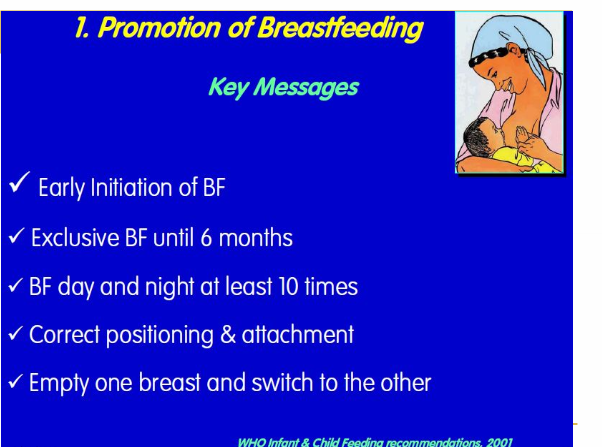 1. Promotion of Breastfeeding
Key Messages
✓ Early Initiation of BF
✓ Exclusive BF until 6 months
✓ BF day and night at least 10 times
✓ Correct positioning & attachment
✓ Empty one breast and switch to the other
WHO Infant & Child Feeding recommendations, 2001